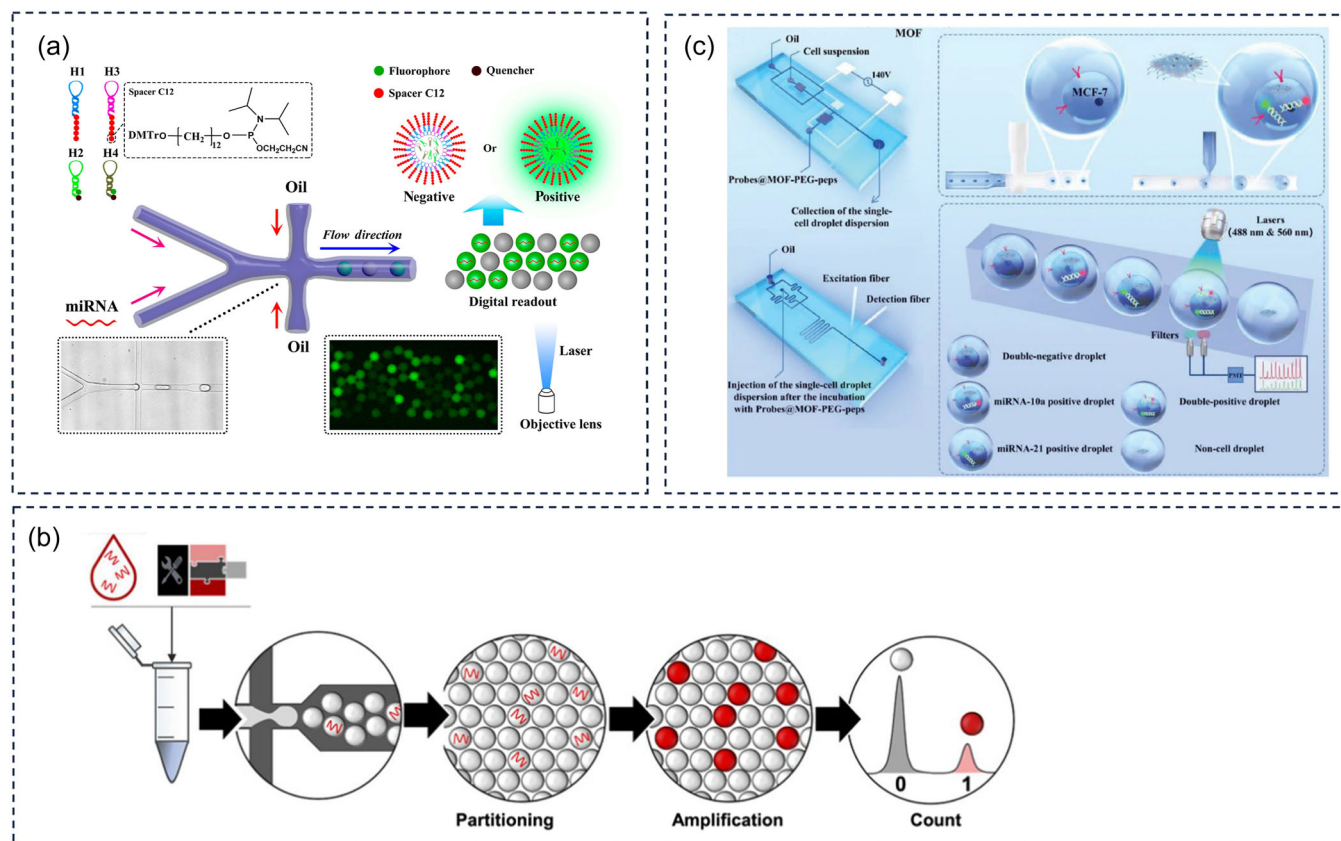 (a)
H1
H3
Spacer C12
DMTrO
(CH₂)
12
O
P
N
OCH₂CH₂CN
H2
H4
Fluorophore
Quencher
Spacer C12
Or
Negative
Positive
Oil
Flow direction
miRNA
Oil
Digital readout
Laser
Objective lens
(c)
Oil
MOF
Cell suspension
140V
Probes@MOF-PEG-peps
Collection of the single-
cell droplet dispersion
MCF-7
Oil
Excitation fiber
Detection fiber
Injection of the single-cell droplet
dispersion after the incubation
with Probes@MOF-PEG-peps
Lasers
(488 nm & 560 nm)
Filters
PMT
Double-negative droplet
miRNA-10a positive droplet
Double-positive droplet
miRNA-21 positive droplet
Non-cell droplet
(b)
0
1
Partitioning
Amplification
Count